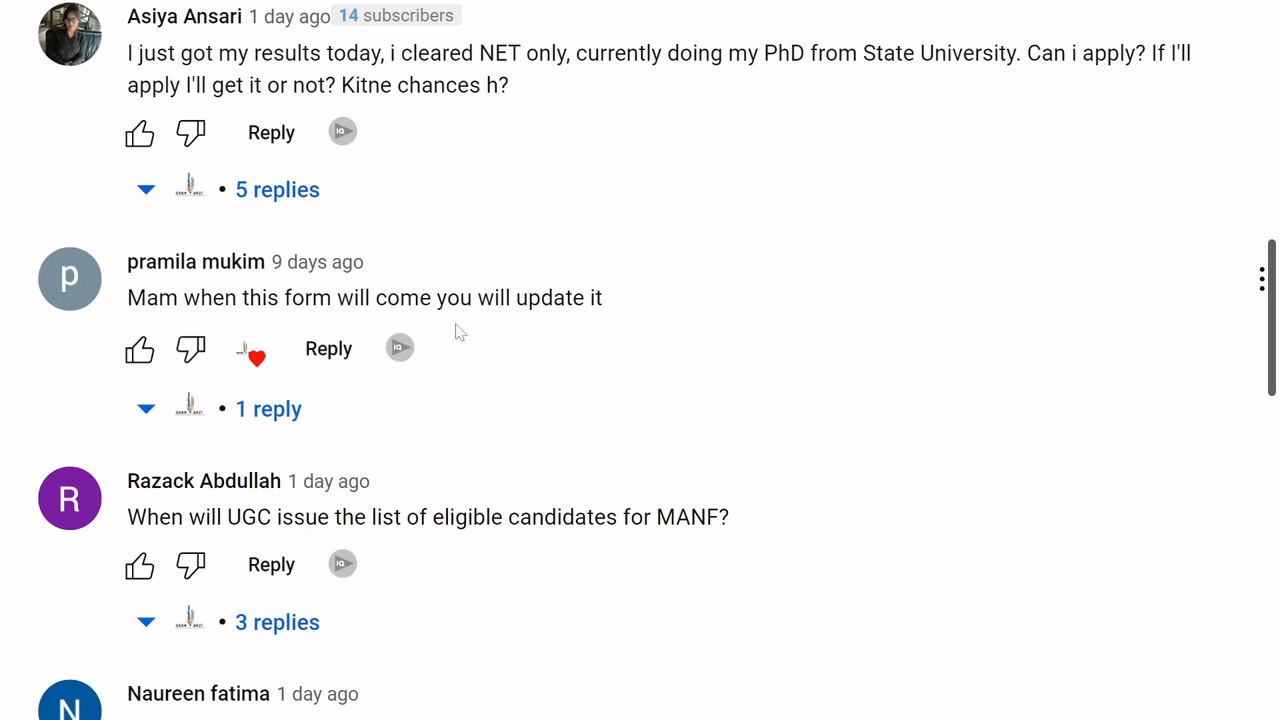 Asiya Ansari 1 day ago 14 subscribers
I just got my results today, i cleared NET only, currently doing my PhD from State University. Can i apply? If I'll
apply I'll get it or not? Kitne chances h?
Reply
• 5 replies
p
pramila mukim 9 days ago
Mam when this form will come you will update it
Reply
• 1 reply
R
Razack Abdullah 1 day ago
When will UGC issue the list of eligible candidates for MANF?
Reply
• 3 replies
N
Naureen fatima 1 day ago